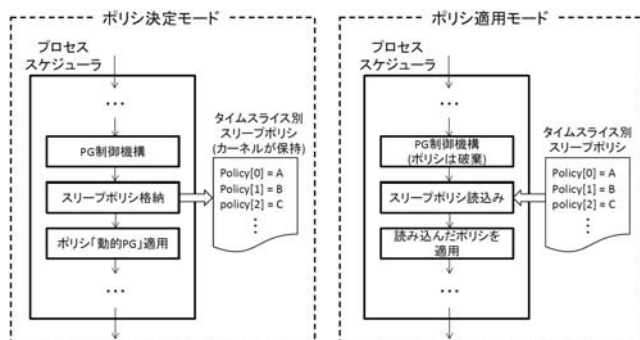 ポリシ決定モード
プロセス
スケジューラ
…
PG制御機構
スリープポリシ格納
ポリシ「動的PG」適用
…
タイムスライス別
スリープポリシ
(カーネルが保持)
Policy[0] = A
Policy[1] = B
policy[2] = C
⋮
ポリシ適用モード
プロセス
スケジューラ
…
PG制御機構
(ポリシは破棄)
スリープポリシ読込み
読み込んだポリシを
適用
…
タイムスライス別
スリープポリシ
Policy[0] = A
Policy[1] = B
policy[2] = C
⋮